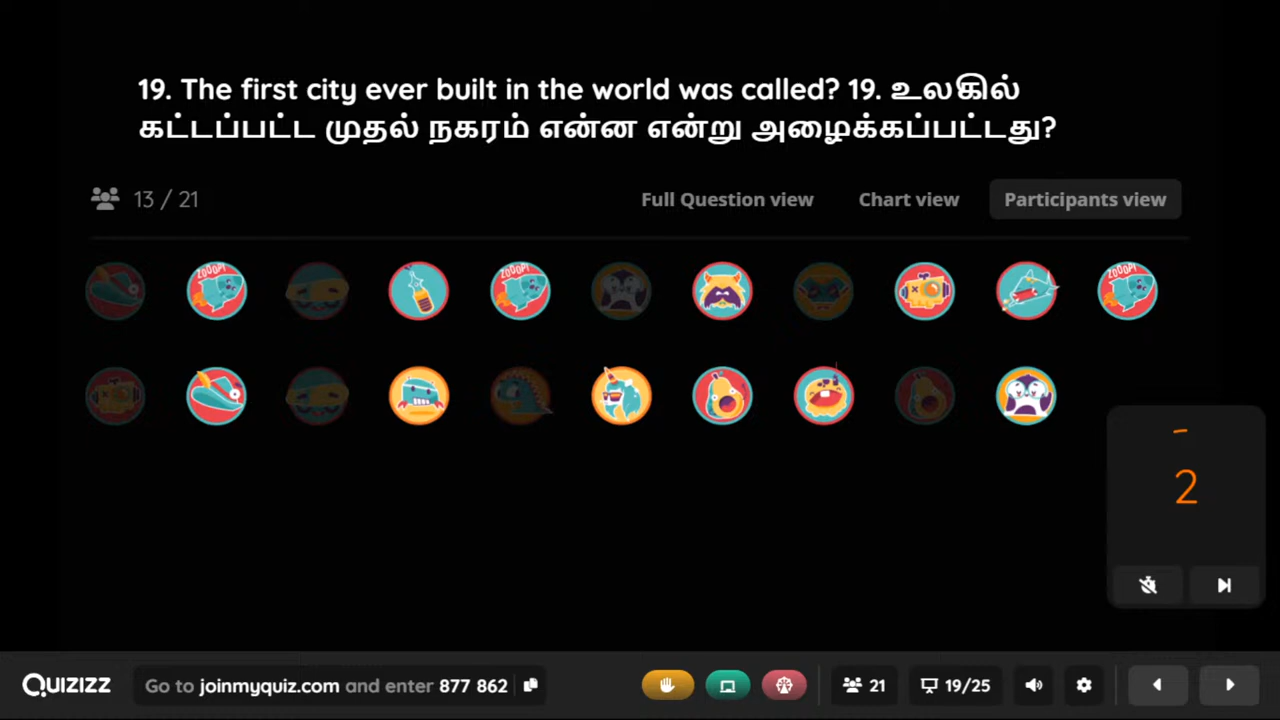 19. The first city ever built in the world was called? 19. உலகில்
கட்டப்பட்ட முதல் நகரம் என்ன என்று அழைக்கப்பட்டது?
13 / 21
Full Question view
Chart view
Participants view
ZOOOP!
ZOOOP!
ZOOOP!
2
QUIZIZZ
Go to joinmyquiz.com and enter 877 862
21
19/25